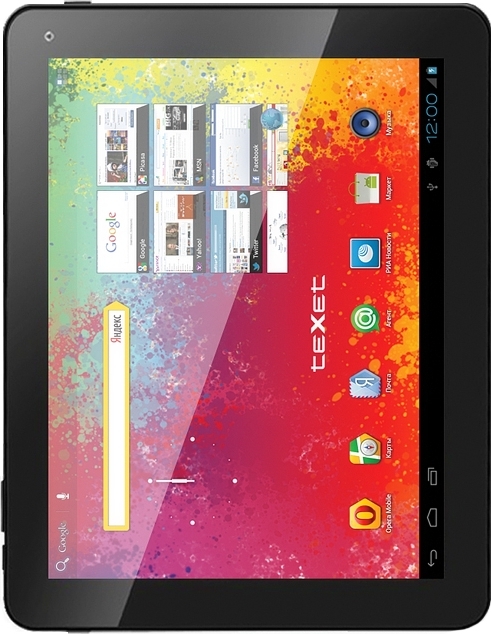 Google
Яндекс
Google
Picasa
Yahoo!
MSN
Twitter
Facebook
teXet
Opera Mobile
Карты
Почта
Агент
РИА Новости
Маркет
Музыка
12:00